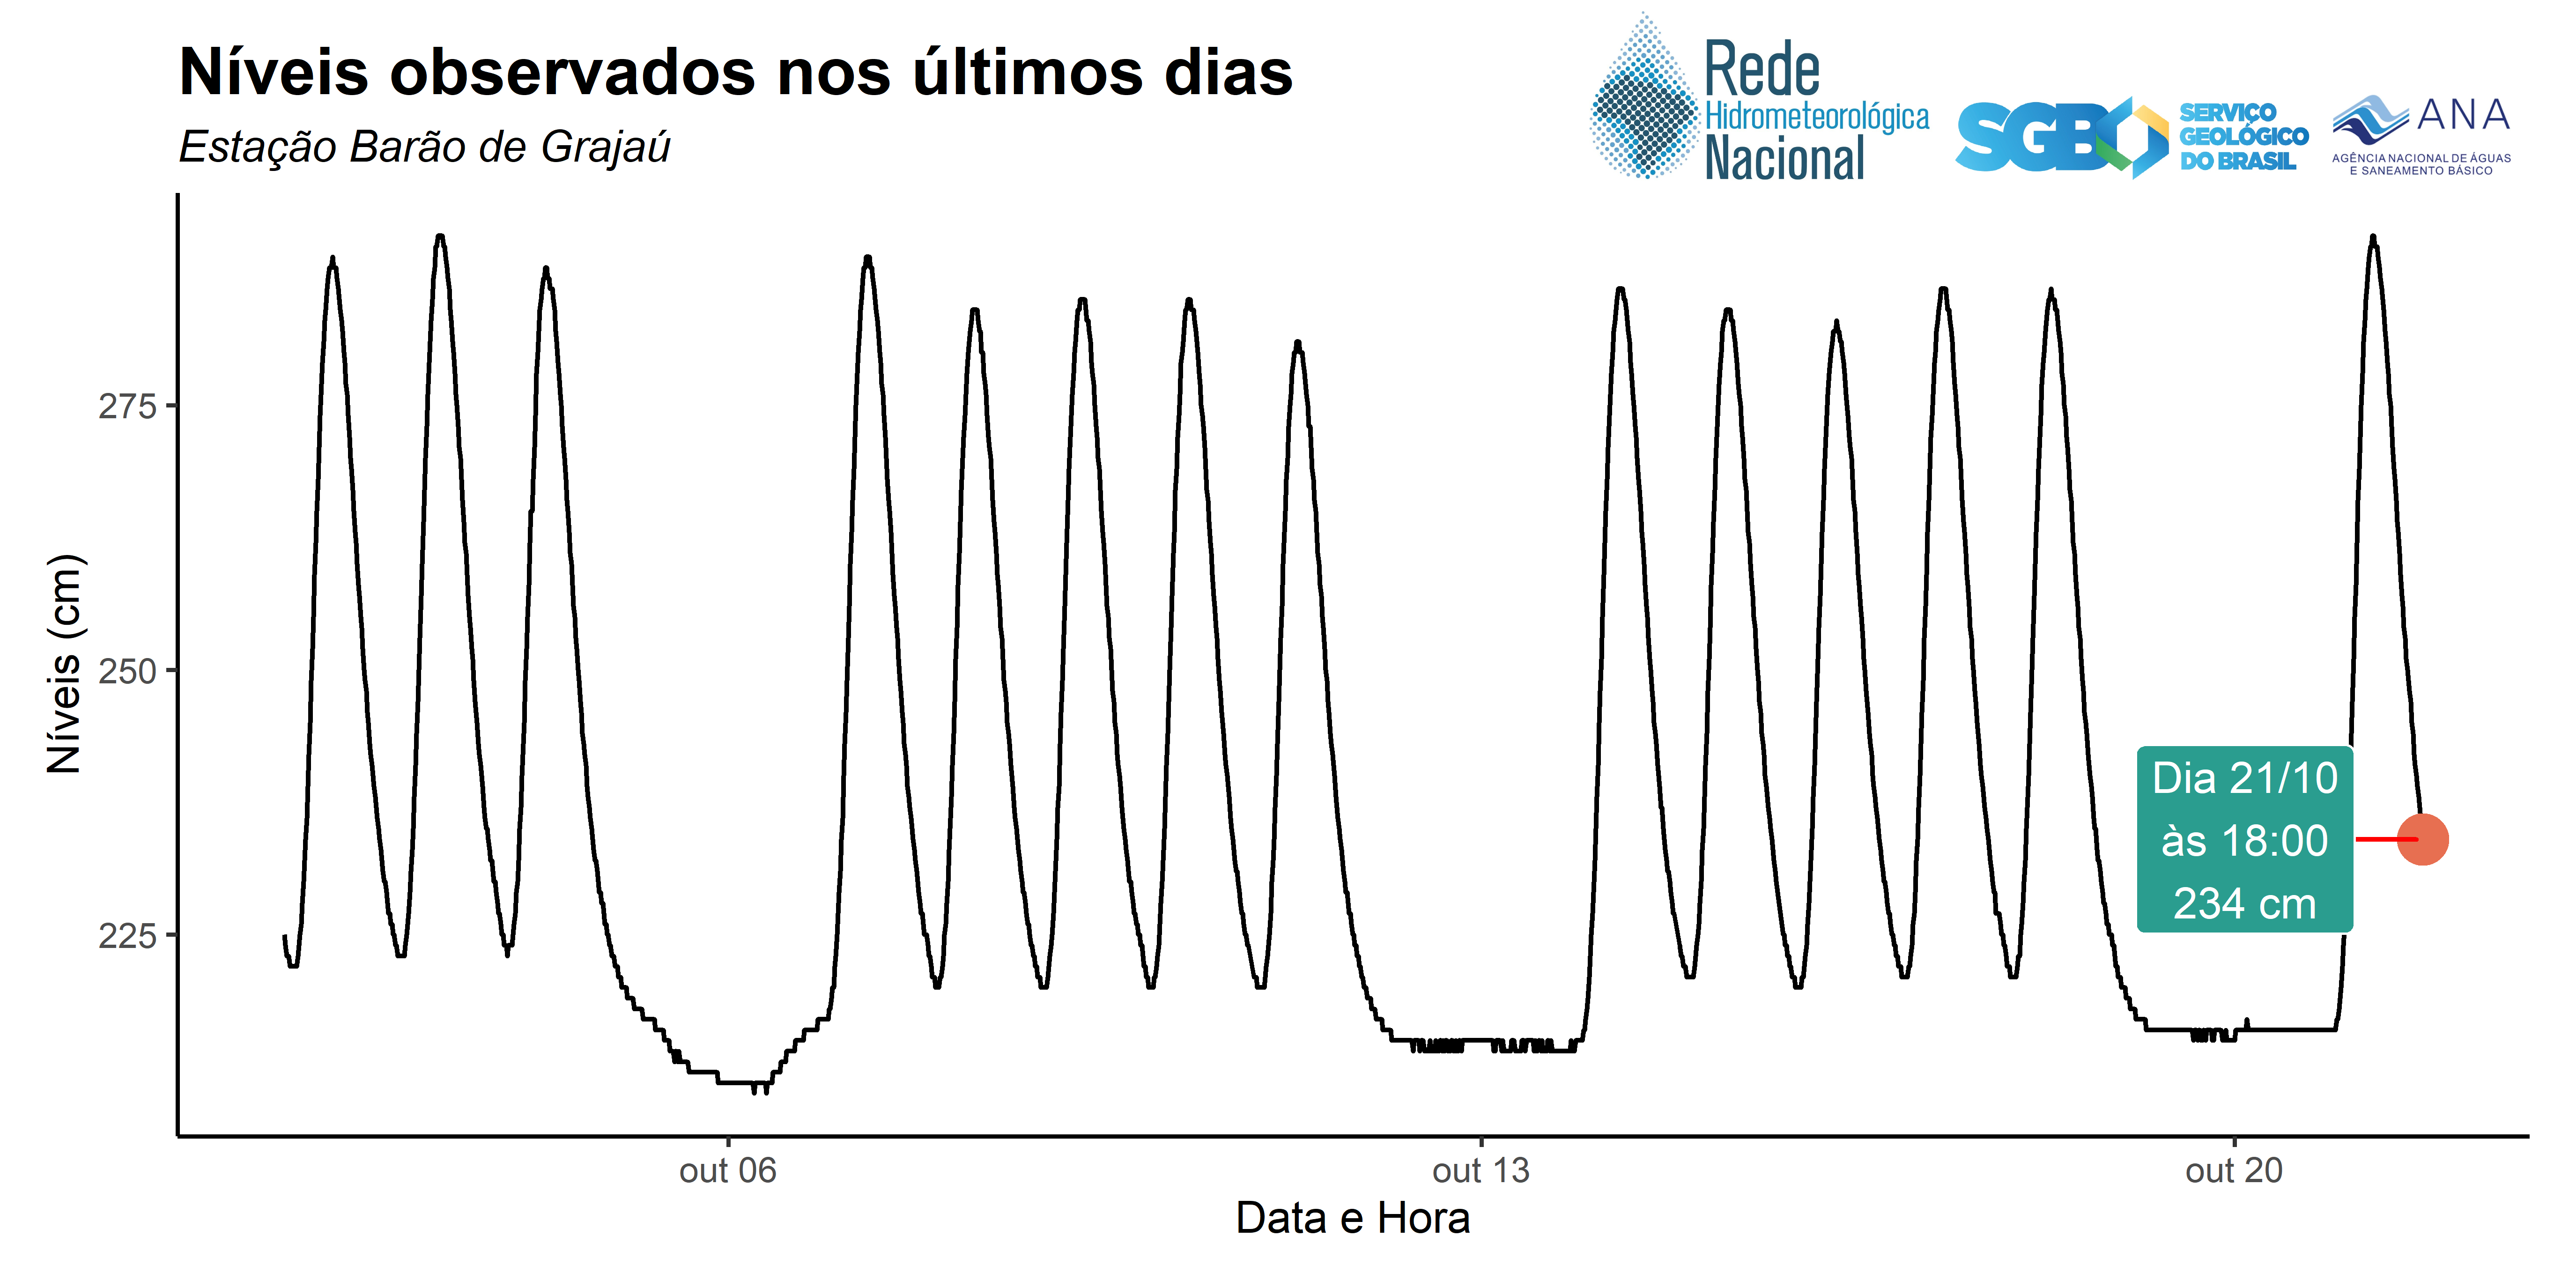 Níveis observados nos últimos dias
Estação Barão de Grajaú
Rede
Hidrometeorológica
Nacional
SGB
SERVIÇO
GEOLÓGICO
DO BRASIL
ANA
AGÊNCIA NACIONAL DE ÁGUAS
E SANEAMENTO BÁSICO
Níveis (cm)
275
250
225
Dia 21/10
às 18:00
234 cm
out 06
out 13
out 20
Data e Hora